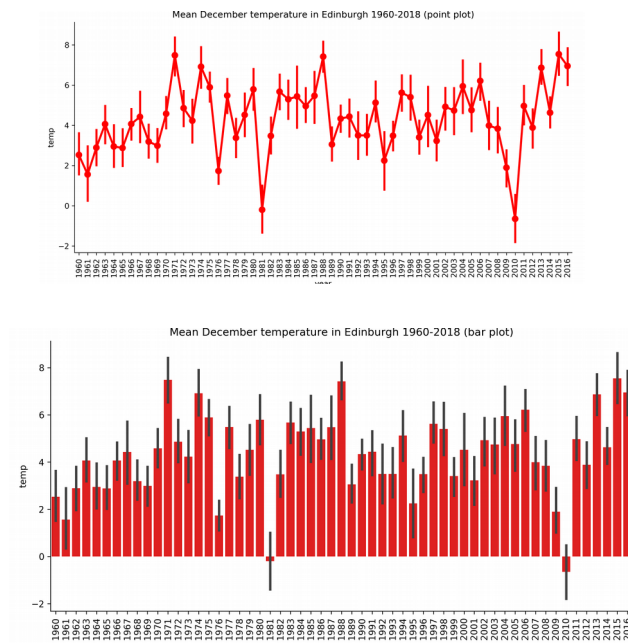 Mean December temperature in Edinburgh 1960-2018 (point plot)
8
6
4
2
0
−2
temp
1960 1961 1962 1963 1964 1965 1966 1967 1968 1969 1970 1971 1972 1973 1974 1975 1976 1977 1978 1979 1980 1981 1982 1983 1984 1985 1986 1987 1988 1989 1990 1991 1992 1993 1994 1995 1996 1997 1998 1999 2000 2001 2002 2003 2004 2005 2006 2007 2008 2009 2010 2011 2012 2013 2014 2015 2016
year
Mean December temperature in Edinburgh 1960-2018 (bar plot)
8
6
4
2
0
−2
temp
1960 1961 1962 1963 1964 1965 1966 1967 1968 1969 1970 1971 1972 1973 1974 1975 1976 1977 1978 1979 1980 1981 1982 1983 1984 1985 1986 1987 1988 1989 1990 1991 1992 1993 1994 1995 1996 1997 1998 1999 2000 2001 2002 2003 2004 2005 2006 2007 2008 2009 2010 2011 2012 2013 2014 2015 2016